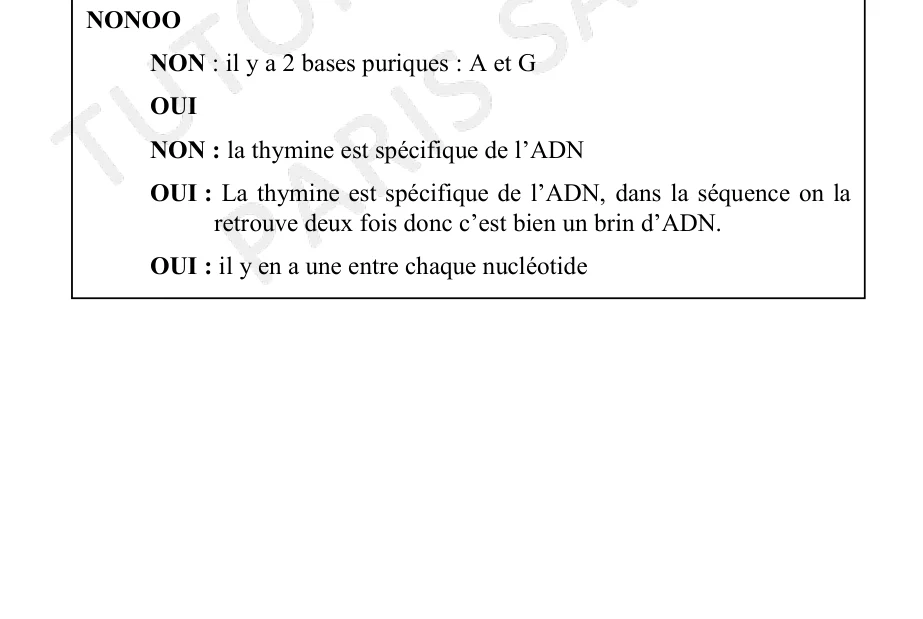 NONOO
NON : il y a 2 bases puriques : A et G
OUI
NON : la thymine est spécifique de l’ADN
OUI : La thymine est spécifique de l’ADN, dans la séquence on la
retrouve deux fois donc c’est bien un brin d’ADN.
OUI : il y en a une entre chaque nucléotide